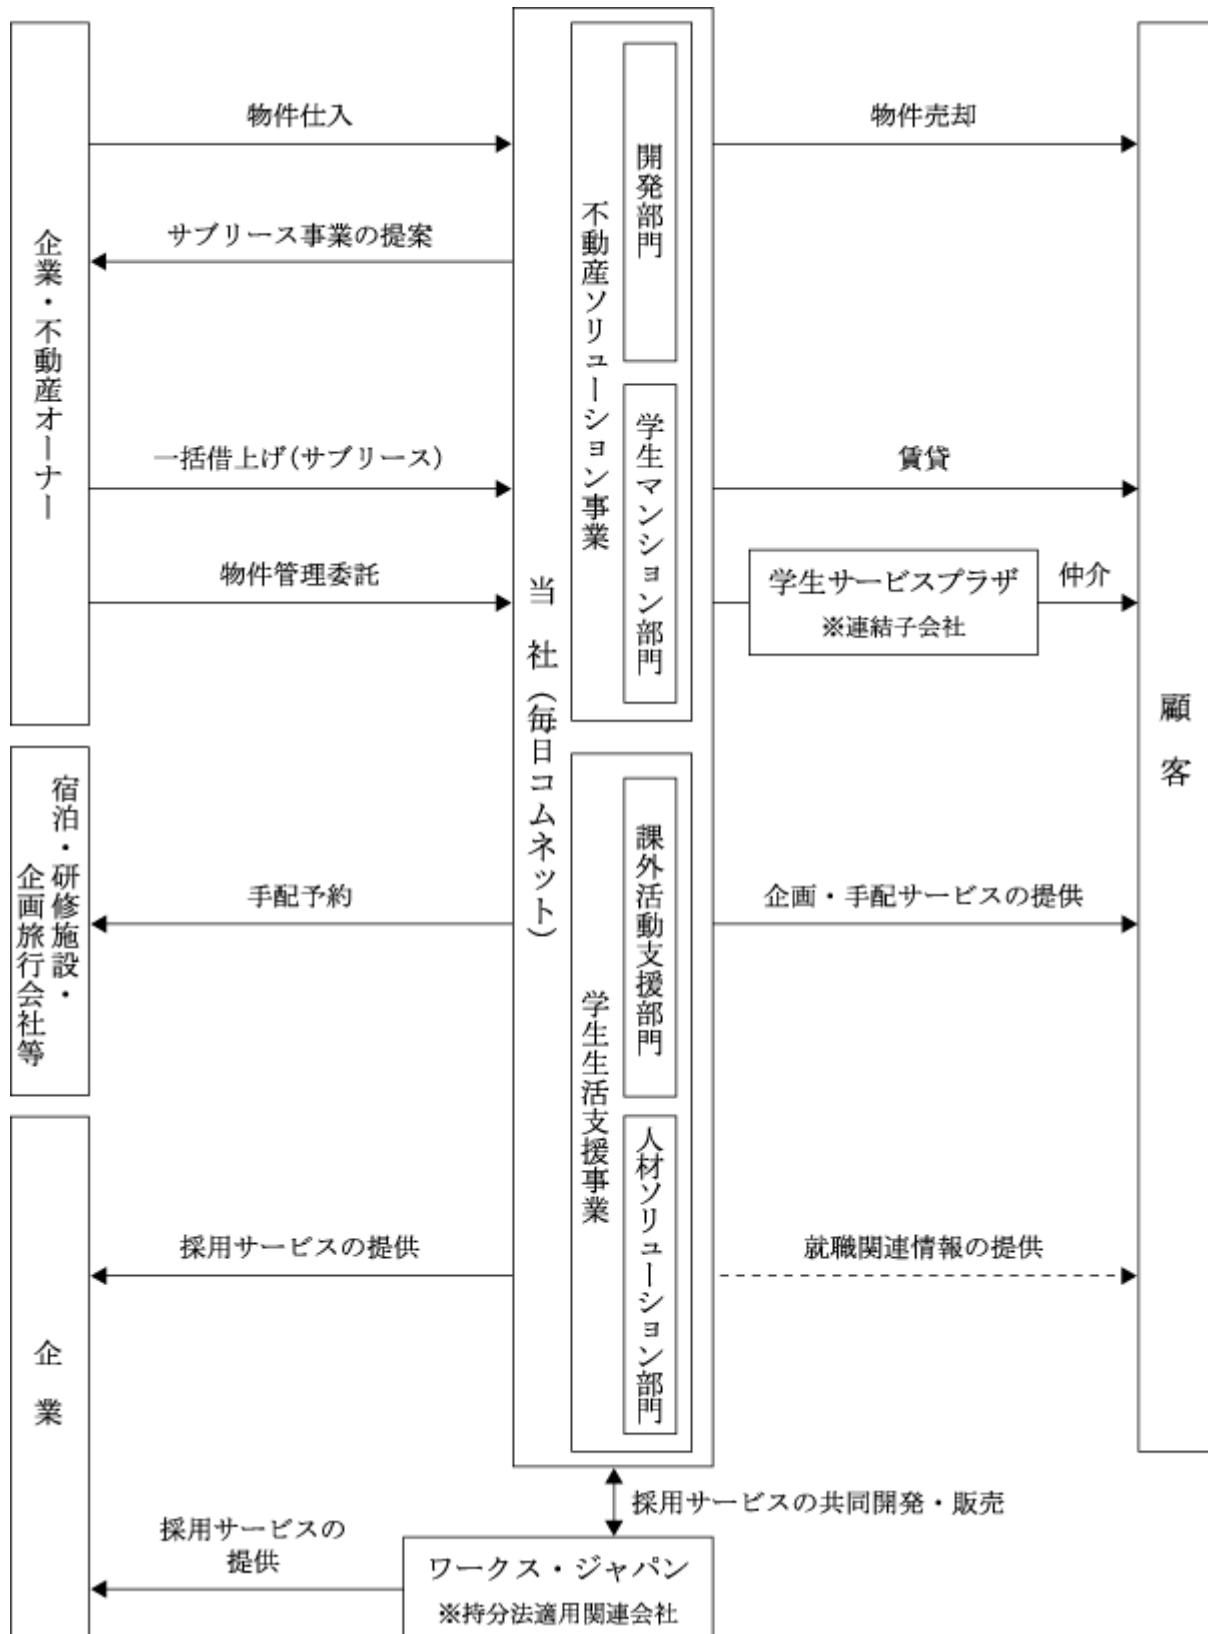 企業・不動産オーナー
物件仕入
サブリース事業の提案
一括借上げ(サブリース)
物件管理委託
当社(毎日コムネット)
不動産ソリューション事業
開発部門
学生マンション部門
物件売却
賃貸
学生サービスプラザ
※連結子会社
仲介
顧客
宿泊・研修施設・
企画旅行会社等
手配予約
学生生活支援事業
課外活動支援部門
人材ソリューション部門
企画・手配サービスの提供
企業
採用サービスの提供
就職関連情報の提供
採用サービスの共同開発・販売
採用サービスの
提供
ワークス・ジャパン
※持分法適用関連会社